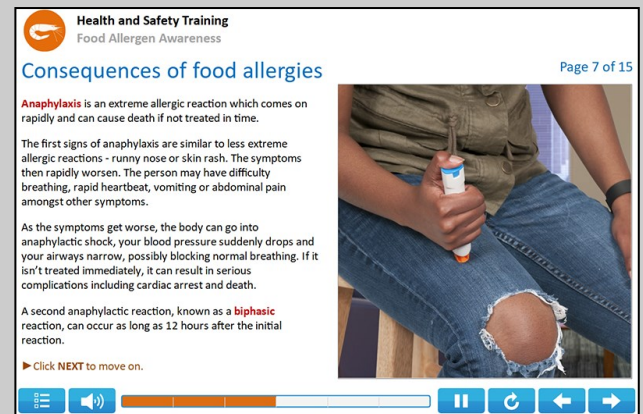 Health and Safety Training
Food Allergen Awareness
Consequences of food allergies
Page 7 of 15
Anaphylaxis is an extreme allergic reaction which comes on
rapidly and can cause death if not treated in time.
The first signs of anaphylaxis are similar to less extreme
allergic reactions - runny nose or skin rash. The symptoms
then rapidly worsen. The person may have difficulty
breathing, rapid heartbeat, vomiting or abdominal pain
amongst other symptoms.
As the symptoms get worse, the body can go into
anaphylactic shock, your blood pressure suddenly drops and
your airways narrow, possibly blocking normal breathing. If it
isn't treated immediately, it can result in serious
complications including cardiac arrest and death.
A second anaphylactic reaction, known as a biphasic
reaction, can occur as long as 12 hours after the initial
reaction.
►Click NEXT to move on.